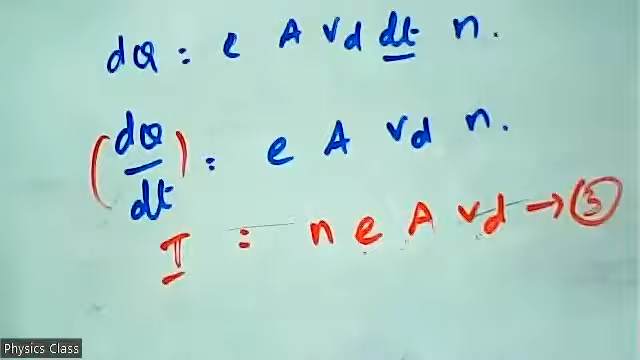 dQ : e A vd dt n.
(dQ/dt) : e A vd n.
I : n e A vd → ③
Physics Class